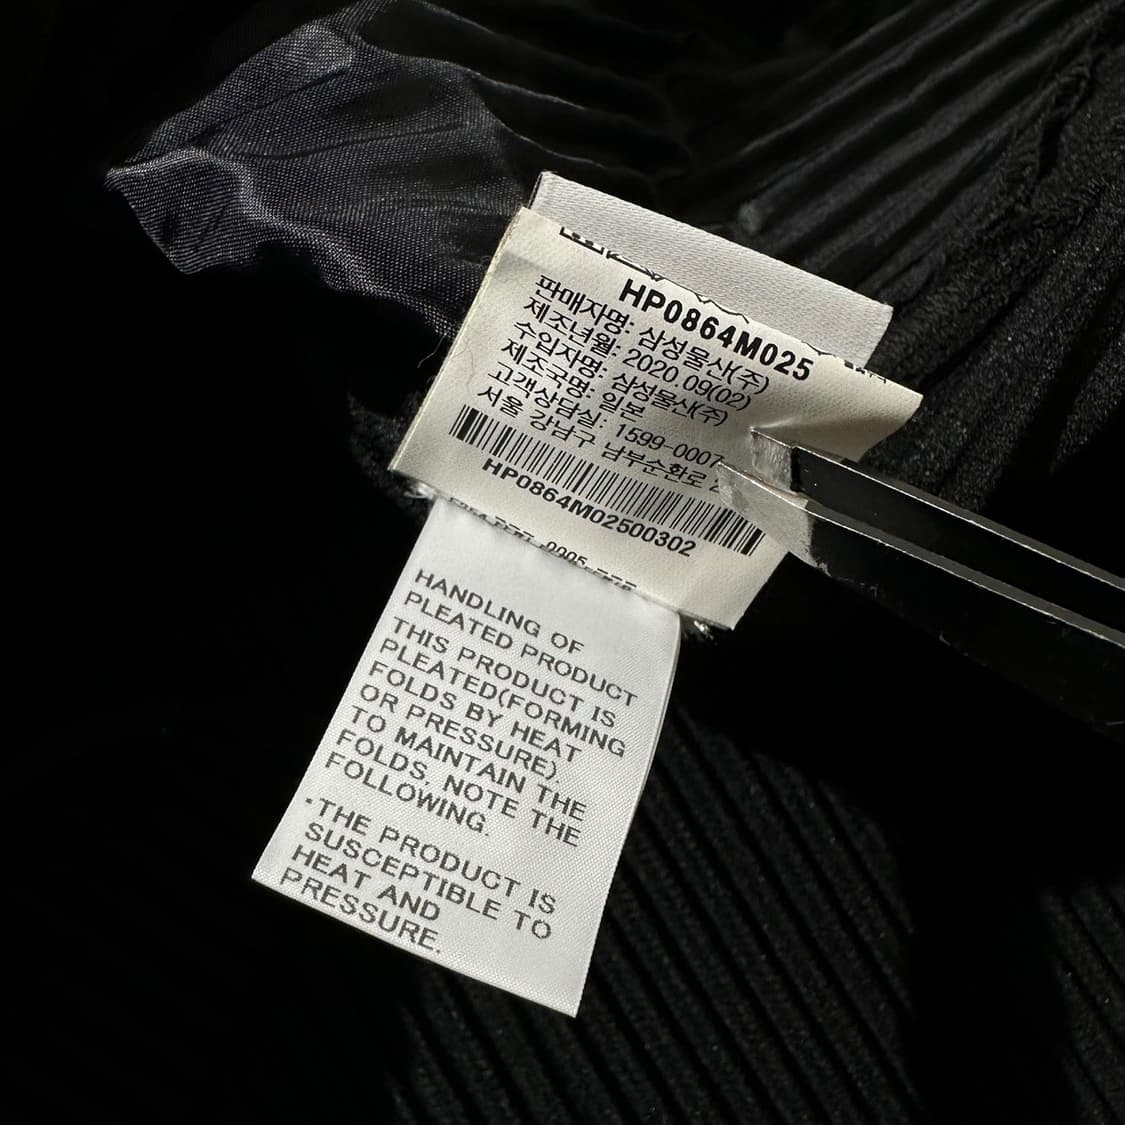 HP0864M025
판매자명: 삼성물산(주)
제조년월: 2020.09(02)
수입자명: 삼성물산(주)
제조국명: 일본
고객상담실: 1599-0007
서울 강남구 남부순환로
HP0864M02500302
HANDLING OF
PLEATED PRODUCT
THIS PRODUCT IS
PLEATED(FORMING
FOLDS BY HEAT
OR PRESSURE).
TO MAINTAIN THE
FOLDS, NOTE THE
FOLLOWING.
・THE PRODUCT IS
SUSCEPTIBLE TO
HEAT AND
PRESSURE.